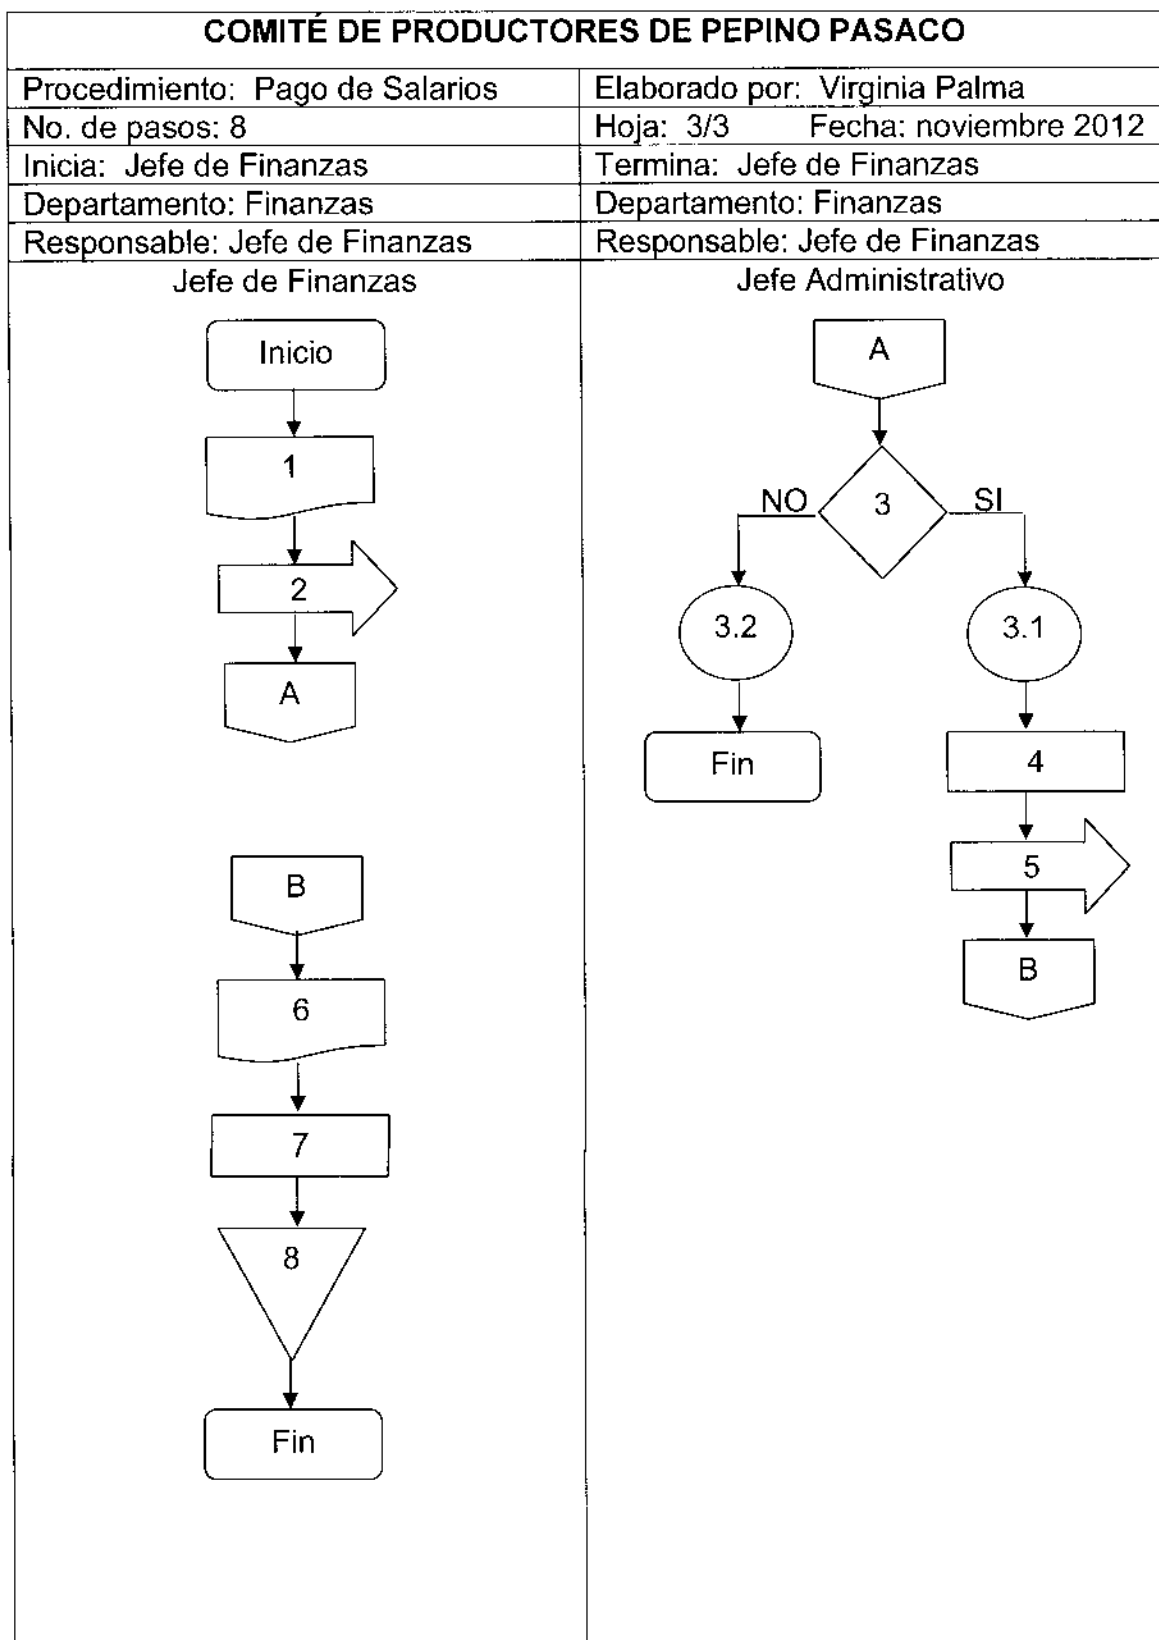 COMITÉ DE PRODUCTORES DE PEPINO PASACO
Procedimiento: Pago de Salarios
Elaborado por: Virginia Palma
No. de pasos: 8
Hoja: 3/3 Fecha: noviembre 2012
Inicia: Jefe de Finanzas
Termina: Jefe de Finanzas
Departamento: Finanzas
Departamento: Finanzas
Responsable: Jefe de Finanzas
Responsable: Jefe de Finanzas
Jefe de Finanzas
Inicio
1
2
A
B
6
7
8
Fin
Jefe Administrativo
A
3
NO
SI
3.2
3.1
Fin
4
5
B